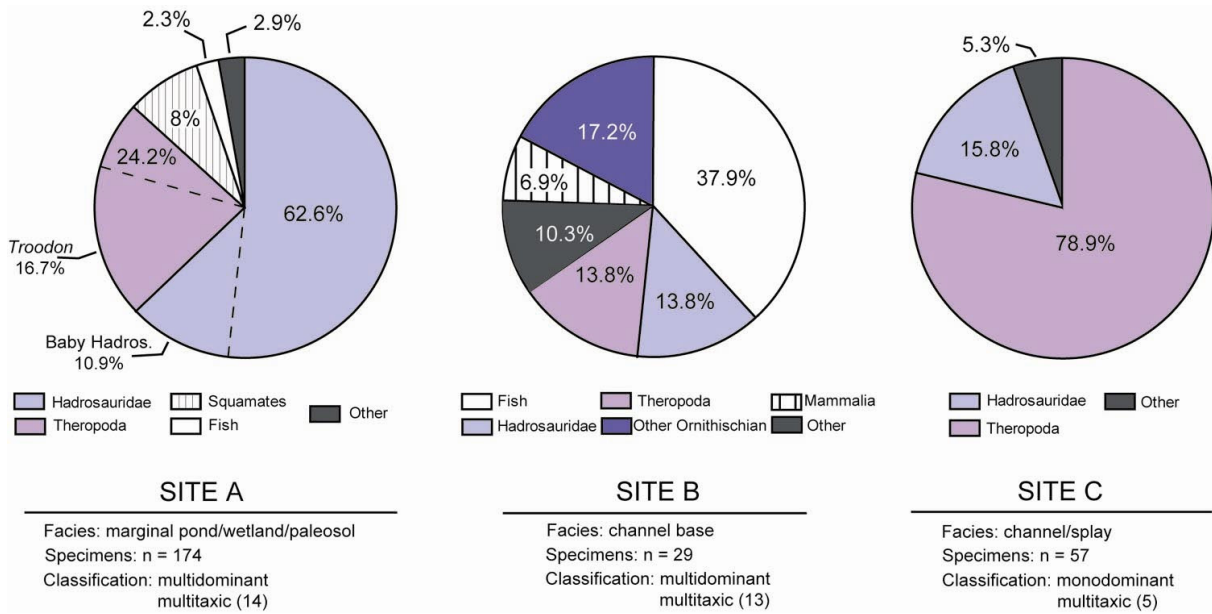 2.3%
2.9%
8%
24.2%
62.6%
Troodon
16.7%
Baby Hadros.
10.9%
Hadrosauridae
Squamates
Other
Theropoda
Fish
SITE A
Facies: marginal pond/wetland/paleosol
Specimens: n = 174
Classification: multidominant
multitaxic (14)
17.2%
37.9%
6.9%
10.3%
13.8%
13.8%
Fish
Theropoda
Mammalia
Hadrosauridae
Other Ornithischian
Other
SITE B
Facies: channel base
Specimens: n = 29
Classification: multidominant
multitaxic (13)
5.3%
15.8%
78.9%
Hadrosauridae
Other
Theropoda
SITE C
Facies: channel/splay
Specimens: n = 57
Classification: monodominant
multitaxic (5)